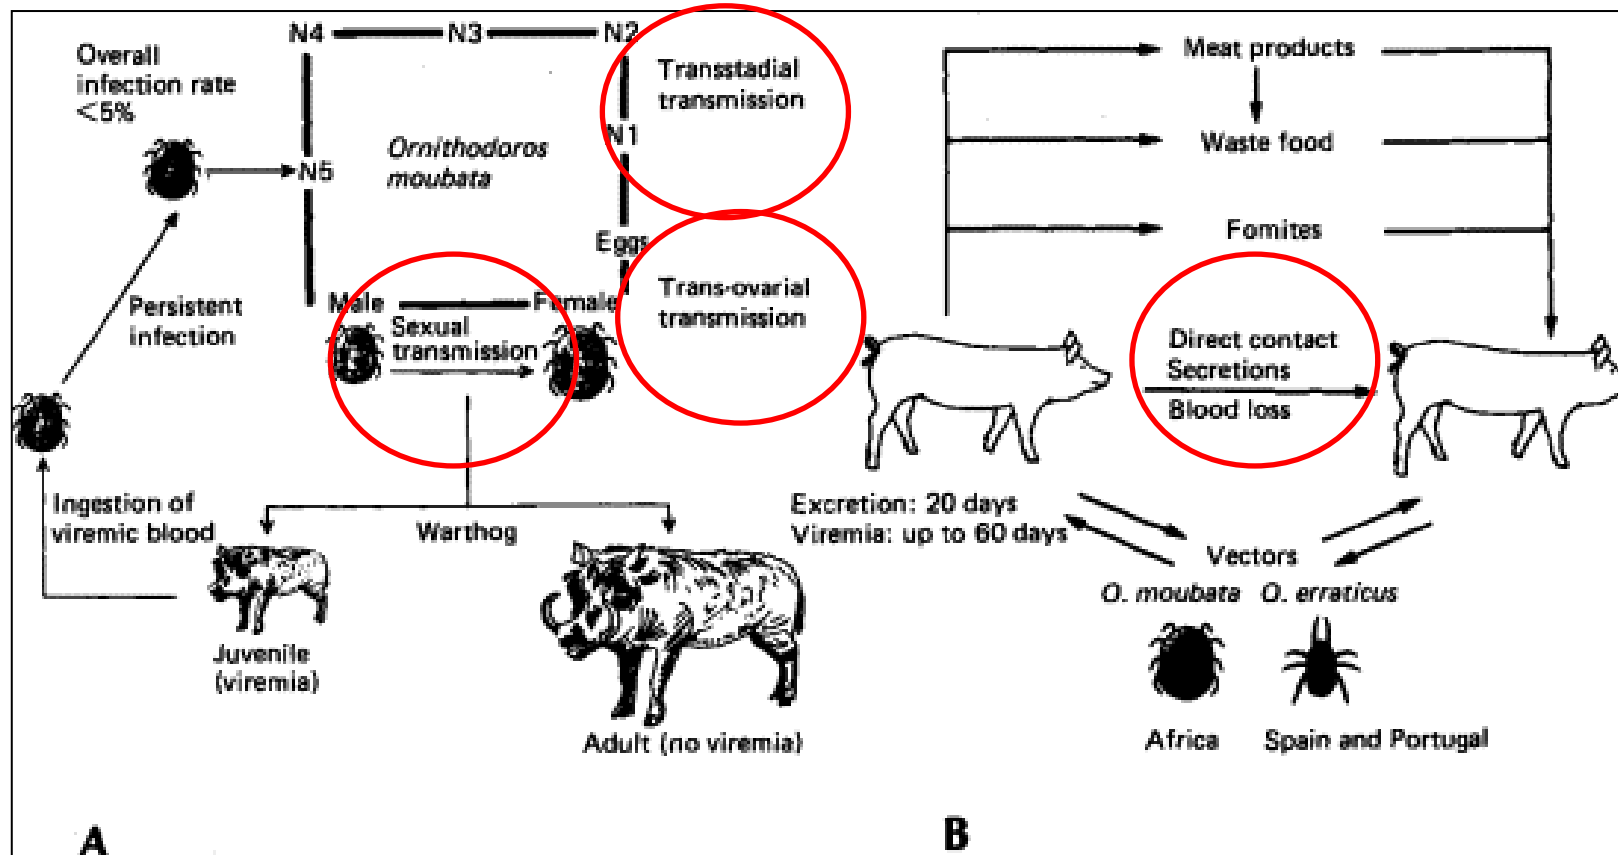 N4
N3
N2
Overall
infection rate
<5%
Transstadial
transmission
N1
Ornithodoros
moubata
N5
Eggs
Trans-ovarial
transmission
Persistent
infection
Male
Female
Sexual
transmission
Ingestion of
viremic blood
Warthog
Juvenile
(viremia)
Adult (no viremia)
A
Meat products
Waste food
Fomites
Direct contact
Secretions
Blood loss
Excretion: 20 days
Viremia: up to 60 days
Vectors
O. moubata
O. erraticus
Africa
Spain and Portugal
B